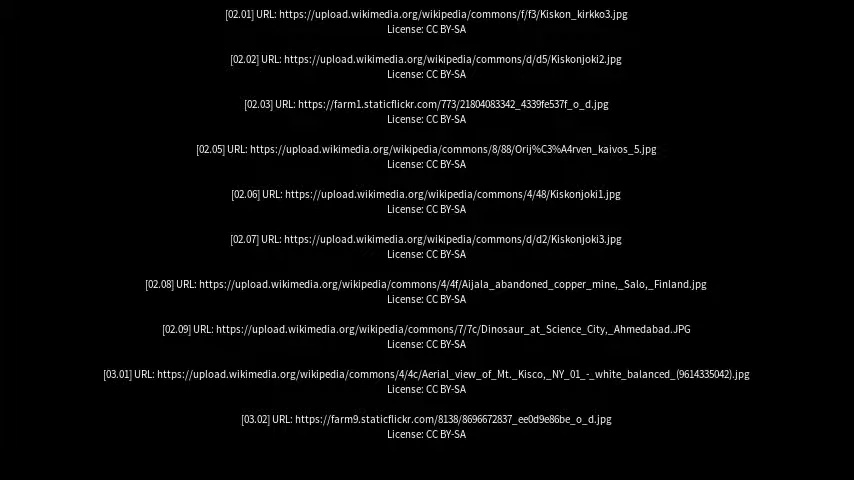 [02.01] URL: https://upload.wikimedia.org/wikipedia/commons/f/f3/Kiskon_kirkko3.jpg
License: CC BY-SA
[02.02] URL: https://upload.wikimedia.org/wikipedia/commons/d/d5/Kiskonjoki2.jpg
License: CC BY-SA
[02.03] URL: https://farm1.staticflickr.com/773/21804083342_4339fe537f_o_d.jpg
License: CC BY-SA
[02.05] URL: https://upload.wikimedia.org/wikipedia/commons/8/88/Orij%C3%A4rven_kaivos_5.jpg
License: CC BY-SA
[02.06] URL: https://upload.wikimedia.org/wikipedia/commons/4/48/Kiskonjoki1.jpg
License: CC BY-SA
[02.07] URL: https://upload.wikimedia.org/wikipedia/commons/d/d2/Kiskonjoki3.jpg
License: CC BY-SA
[02.08] URL: https://upload.wikimedia.org/wikipedia/commons/4/4f/Aijala_abandoned_copper_mine,_Salo,_Finland.jpg
License: CC BY-SA
[02.09] URL: https://upload.wikimedia.org/wikipedia/commons/7/7c/Dinosaur_at_Science_City,_Ahmedabad.JPG
License: CC BY-SA
[03.01] URL: https://upload.wikimedia.org/wikipedia/commons/4/4c/Aerial_view_of_Mt._Kisco,_NY_01_-_white_balanced_(9614335042).jpg
License: CC BY-SA
[03.02] URL: https://farm9.staticflickr.com/8138/8696672837_ee0d9e86be_o_d.jpg
License: CC BY-SA